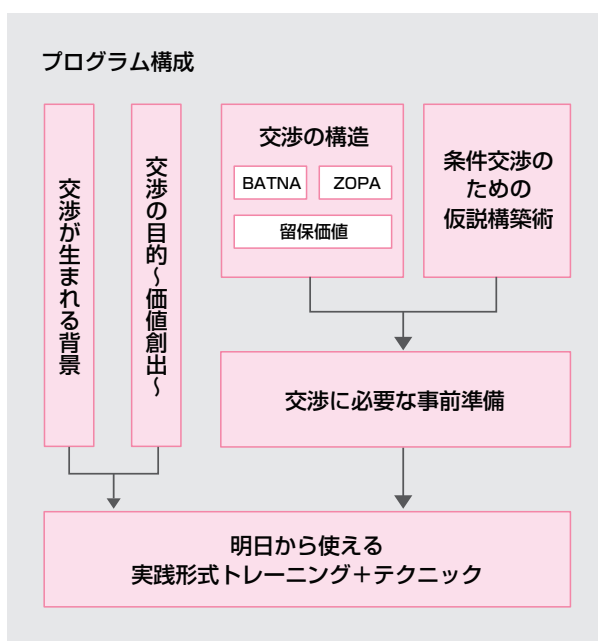 プログラム構成
交渉が生まれる背景
交渉の目的～価値創出～
交渉の構造
BATNA
ZOPA
留保価値
条件交渉の
ための
仮説構築術
交渉に必要な事前準備
明日から使える
実践形式トレーニング＋テクニック